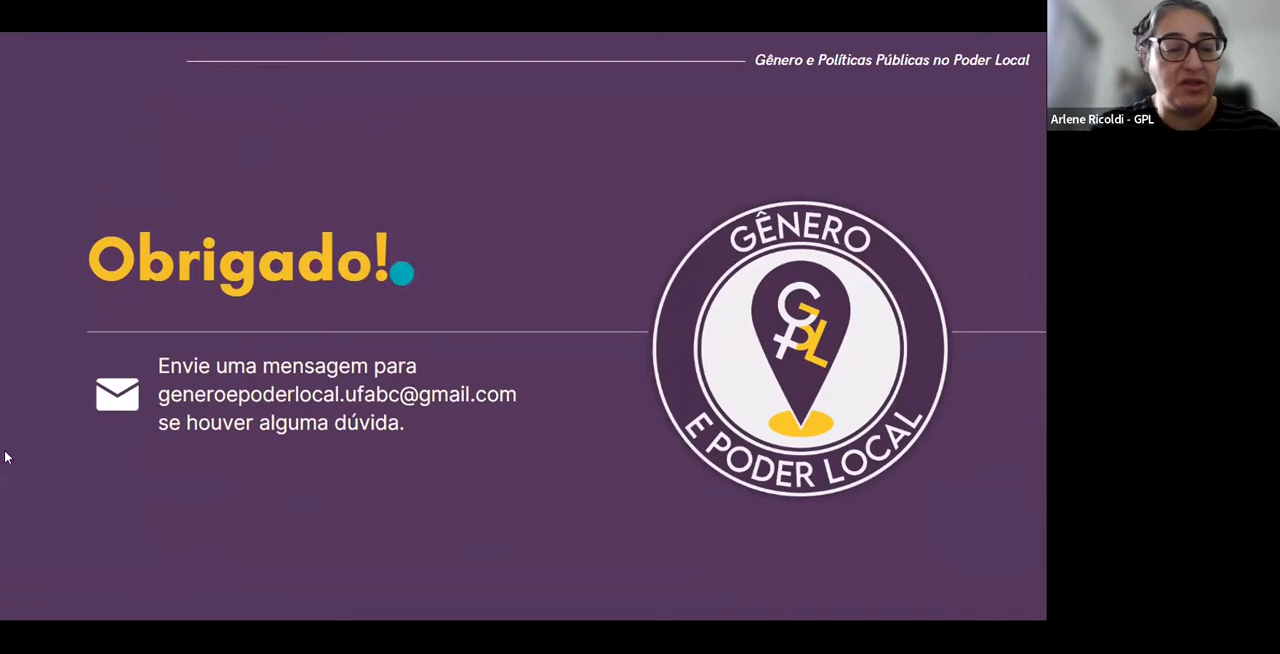 Gênero e Políticas Públicas no Poder Local
Arlene Ricoldi - GPL
Obrigado!
GÊNERO
GPL
E PODER LOCAL
Envie uma mensagem para
generoepoderlocal.ufabc@gmail.com
se houver alguma dúvida.